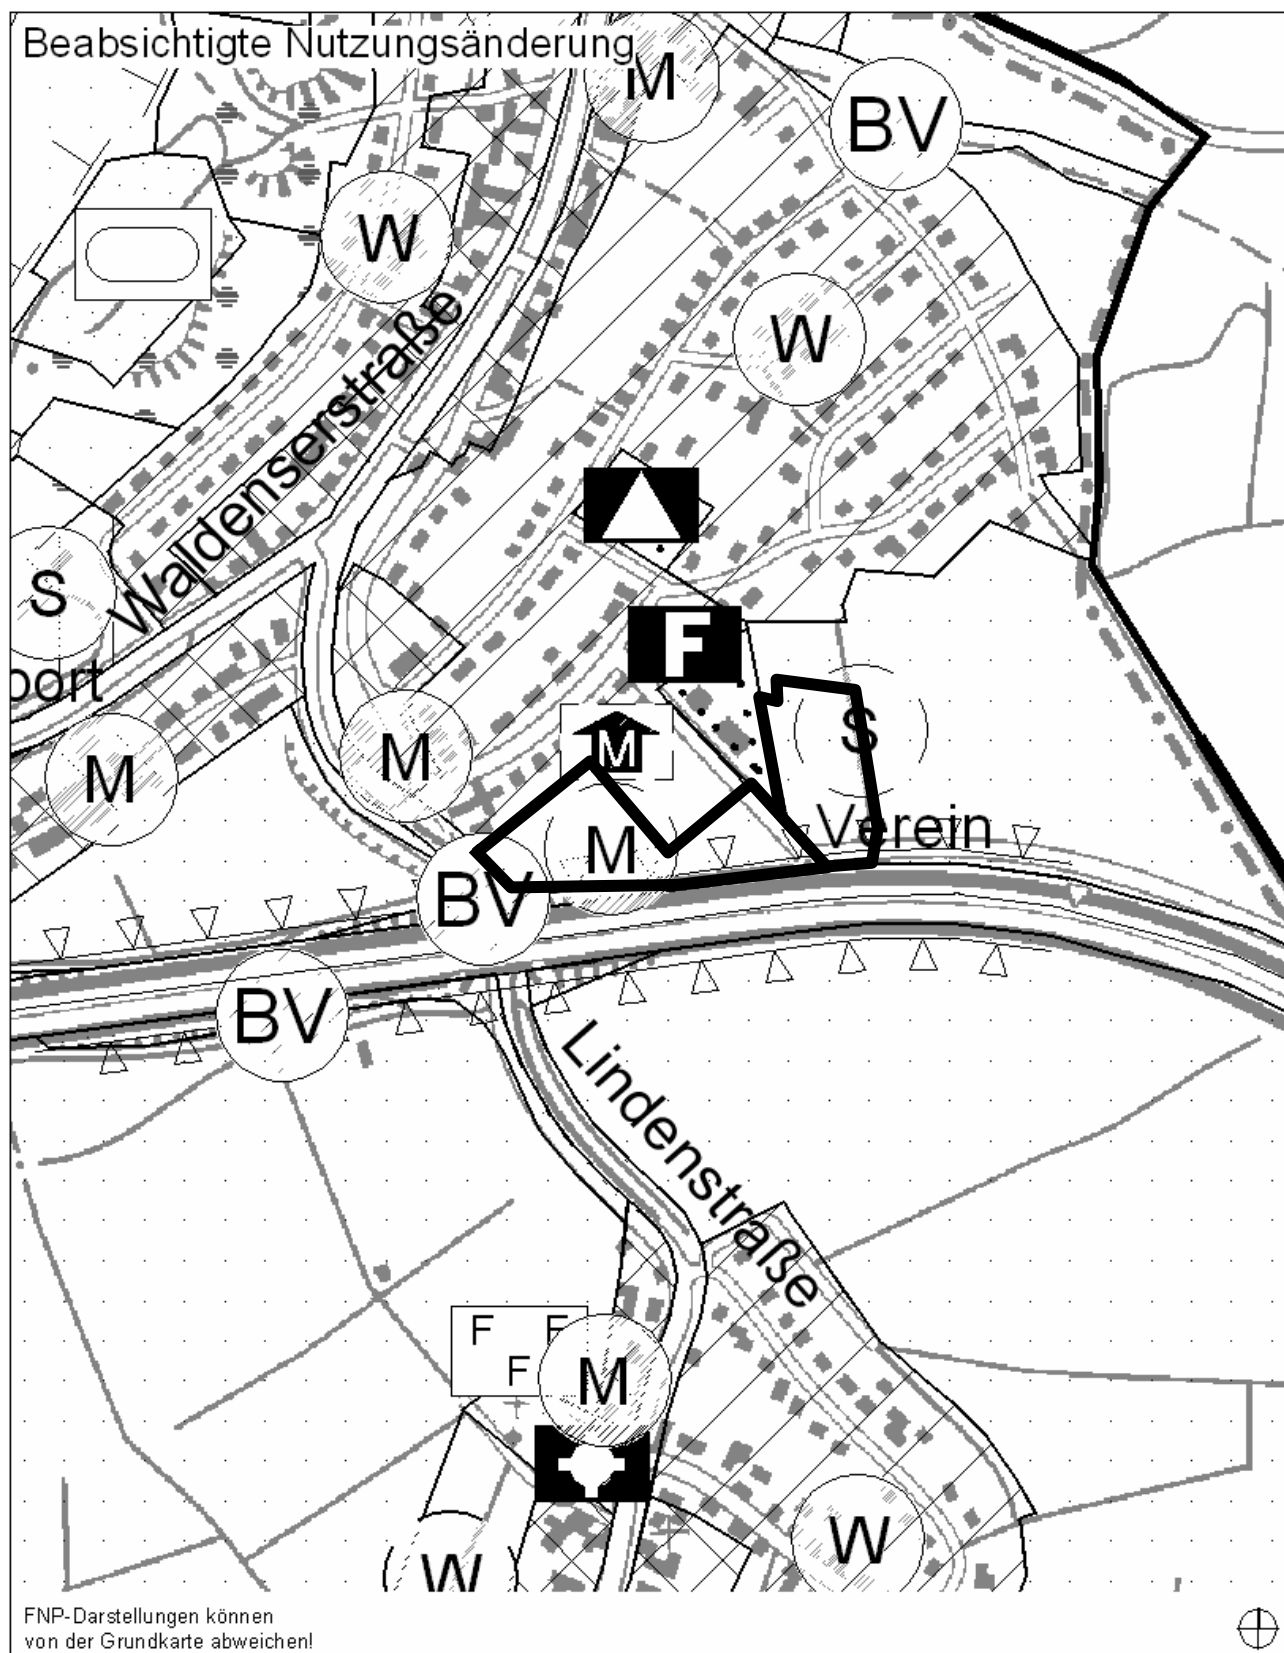 Beabsichtigte Nutzungsänderung
M
BV
W
W
Waldenserstraße
S
port
F
M
S
M
M
M
Verein
BV
BV
Lindenstraße
F F
F
M
W
W
FNP-Darstellungen können
von der Grundkarte abweichen!